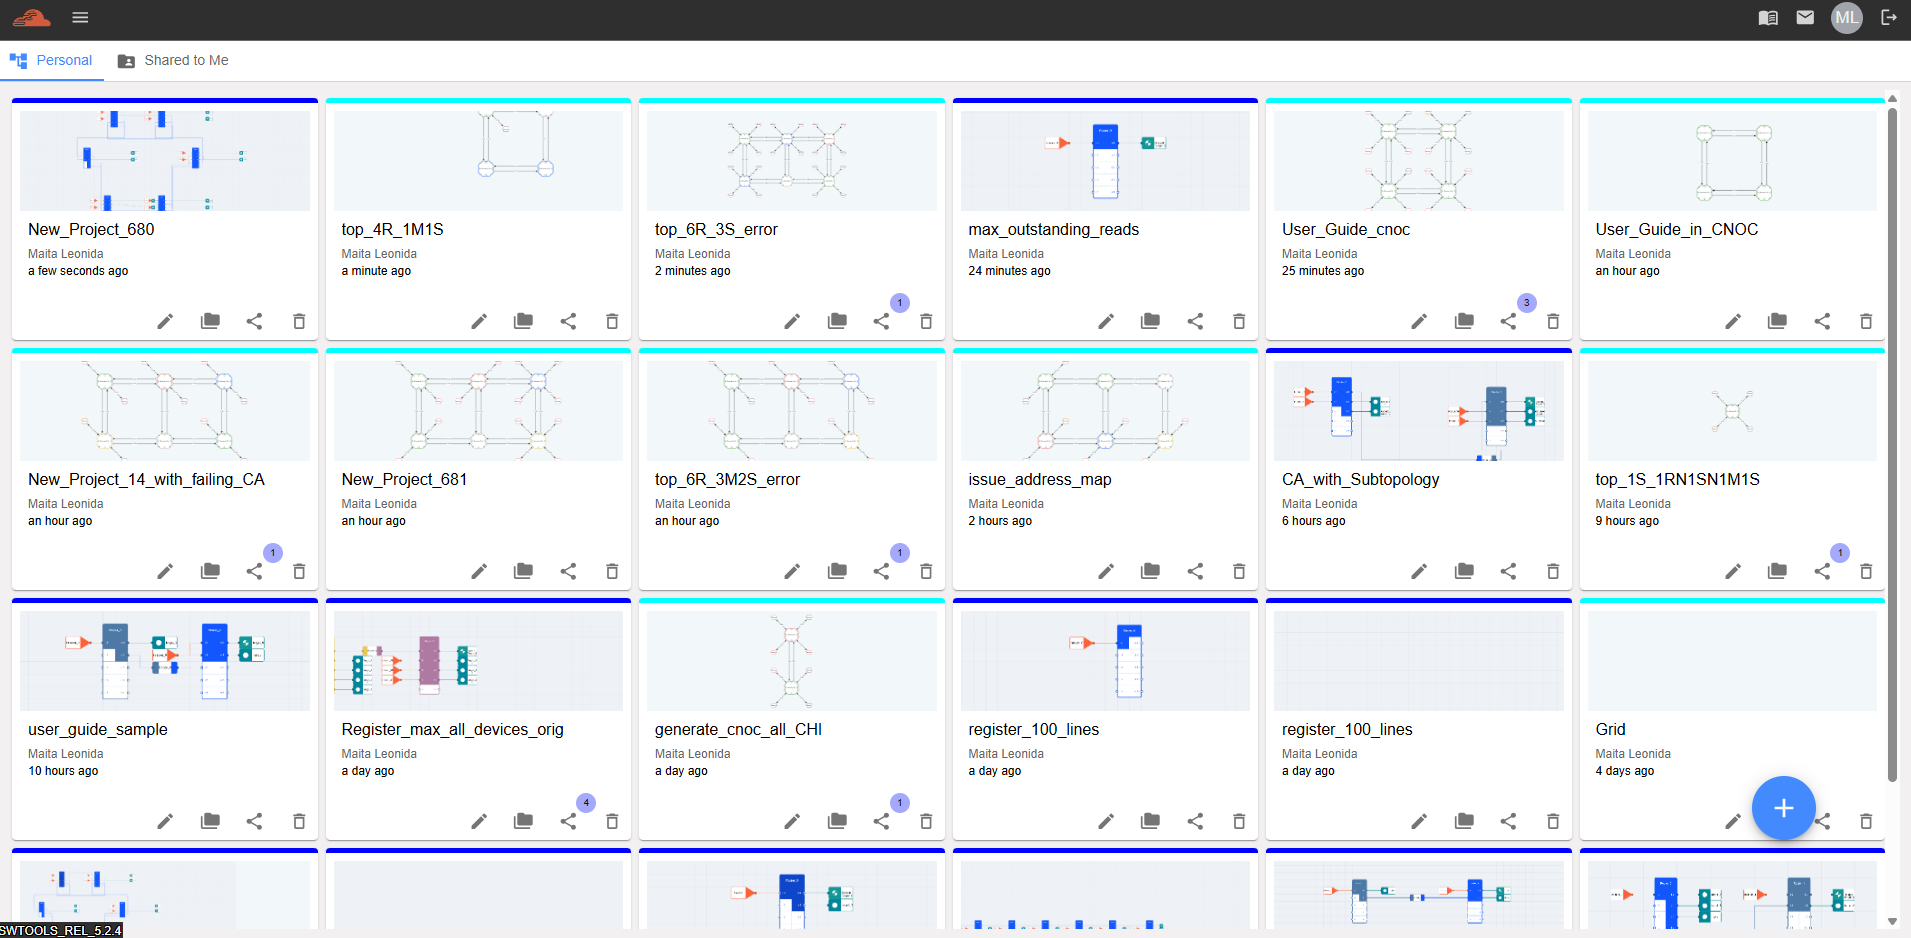 ML
Personal
Shared to Me
New_Project_680
Maita Leonida
a few seconds ago
top_4R_1M1S
Maita Leonida
a minute ago
top_6R_3S_error
Maita Leonida
2 minutes ago
1
max_outstanding_reads
Maita Leonida
24 minutes ago
User_Guide_cnoc
Maita Leonida
25 minutes ago
3
User_Guide_in_CNOC
Maita Leonida
an hour ago
New_Project_14_with_failing_CA
Maita Leonida
an hour ago
1
New_Project_681
Maita Leonida
an hour ago
top_6R_3M2S_error
Maita Leonida
an hour ago
1
issue_address_map
Maita Leonida
2 hours ago
CA_with_Subtopology
Maita Leonida
6 hours ago
top_1S_1RN1SN1M1S
Maita Leonida
9 hours ago
1
user_guide_sample
Maita Leonida
10 hours ago
Register_max_all_devices_orig
Maita Leonida
a day ago
4
generate_cnoc_all_CHI
Maita Leonida
a day ago
1
register_100_lines
Maita Leonida
a day ago
register_100_lines
Maita Leonida
a day ago
Grid
Maita Leonida
4 days ago
SWTOOLS_REL_5.2.4